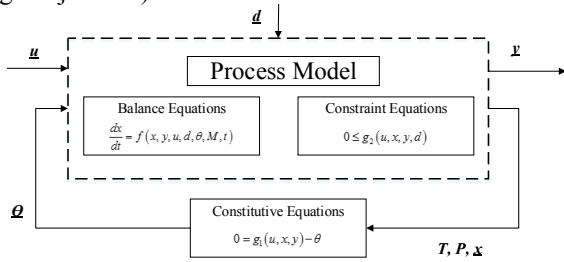 d
u
y
Process Model
Balance Equations
Constraint Equations
dx/dt = f(x, y, u, d, θ, M, t)
0 ≤ g₂(u, x, y, d)
θ
Constitutive Equations
0 = g₁(u, x, y) − θ
T, P, x